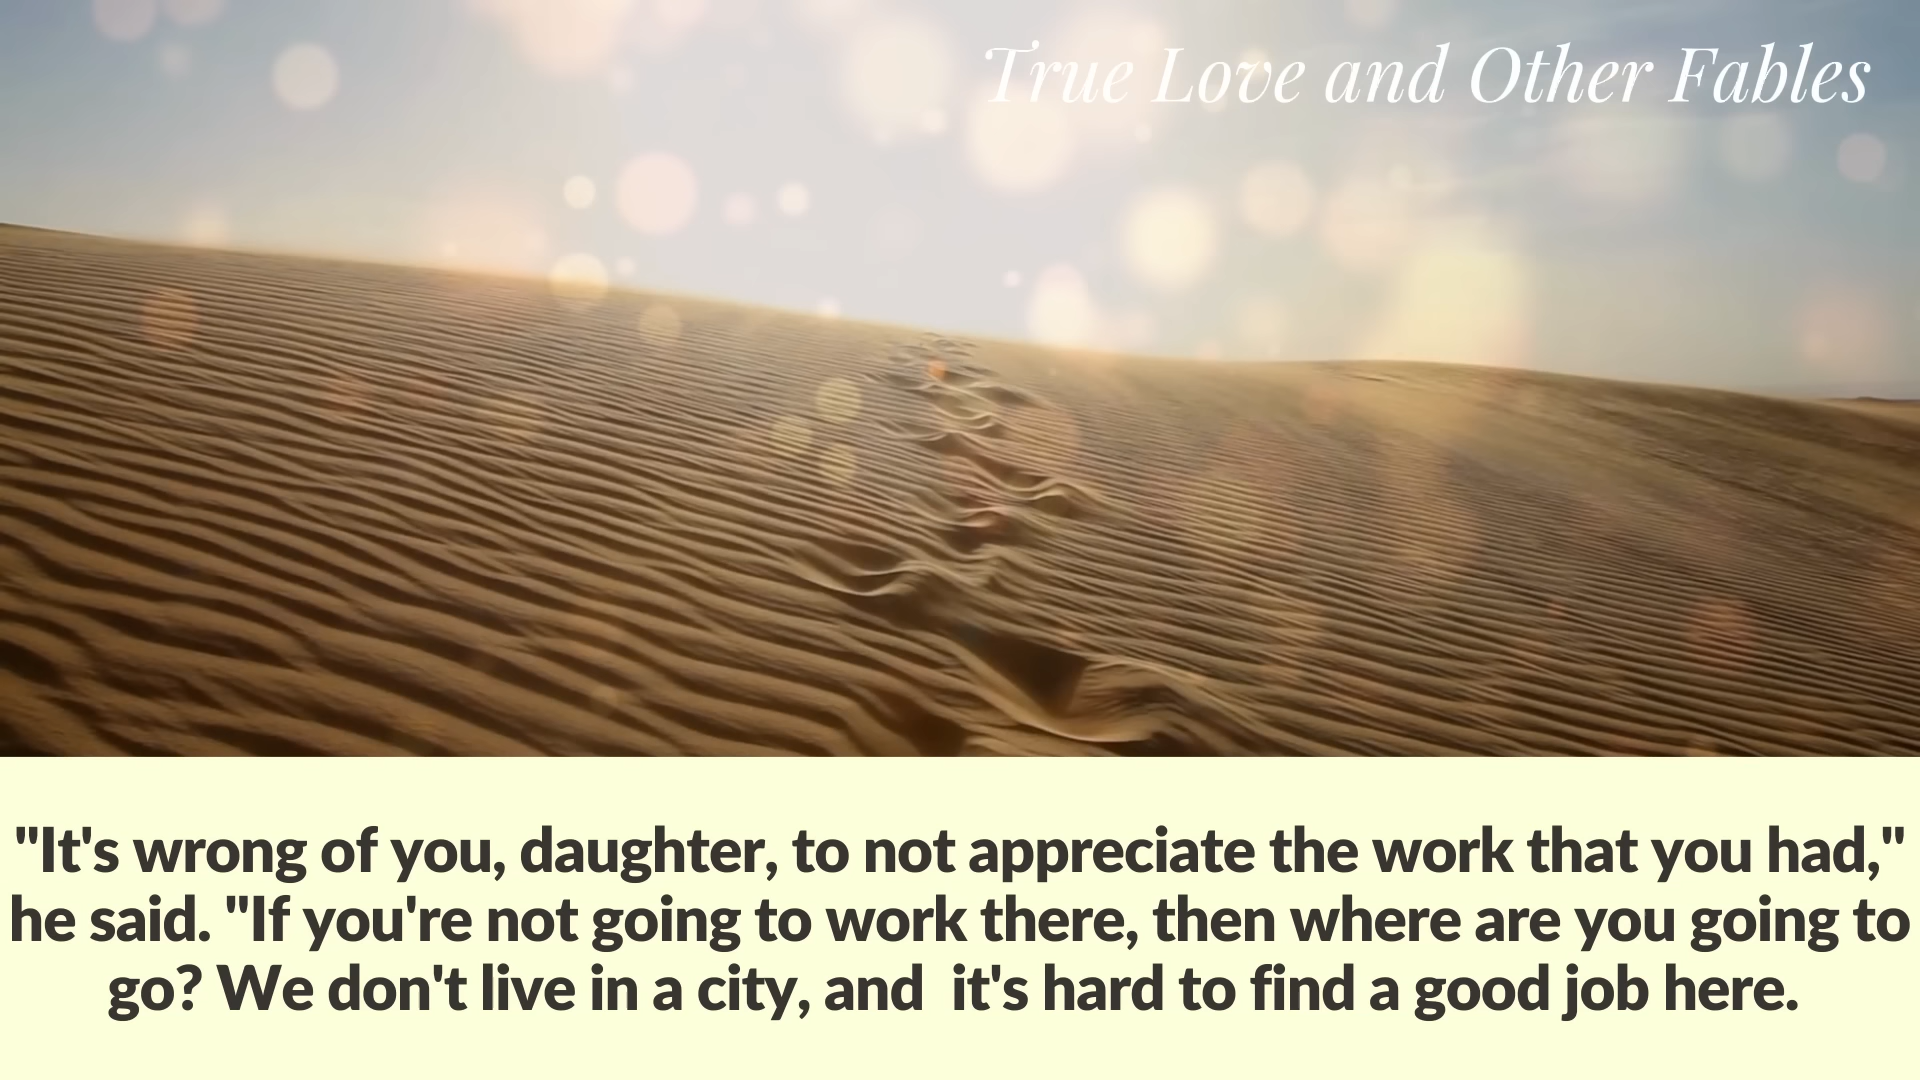 True Love and Other Fables
"It's wrong of you, daughter, to not appreciate the work that you had,"
he said. "If you're not going to work there, then where are you going to
go? We don't live in a city, and  it's hard to find a good job here.